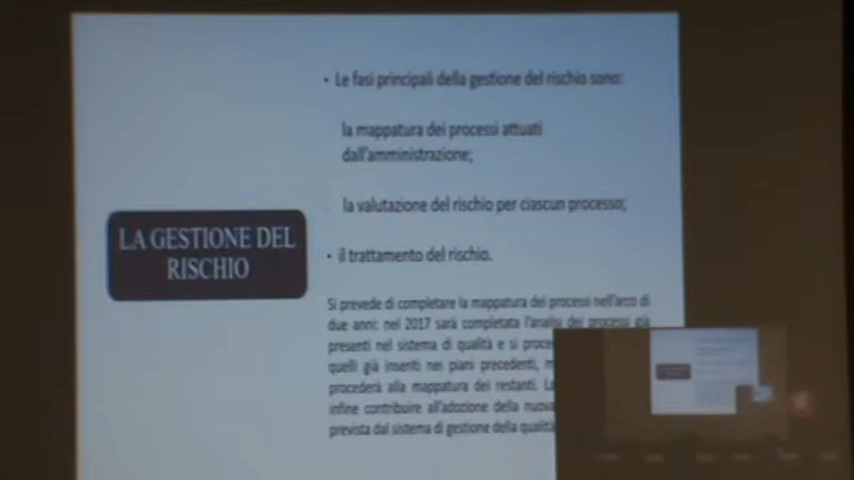 LA GESTIONE DEL
RISCHIO
• Le fasi principali della gestione del rischio sono:
la mappatura dei processi attuati
dall'amministrazione;
la valutazione del rischio per ciascun processo;
• il trattamento del rischio.
Si prevede di completare la mappatura dei processi nell'arco di
due anni: nel 2017 sarà completata l'analisi dei processi già
presenti nel sistema di qualità e si
quelli già inseriti nei piani precedenti,
procederà alla mappatura dei restanti.
infine contribuire all'adozione della nuova
prevista dal sistema di gestione della qualità